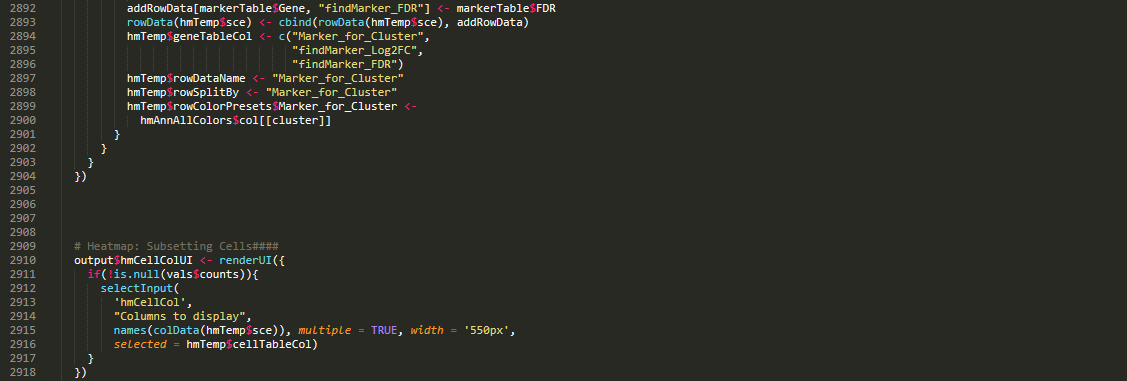 2892 addRowData[markerTable$Gene, "findMarker_FDR"] <- markerTable$FDR
2893 rowData(hmTemp$sce) <- cbind(rowData(hmTemp$sce), addRowData)
2894 hmTemp$geneTableCol <- c("Marker_for_Cluster",
2895 "findMarker_Log2FC",
2896 "findMarker_FDR")
2897 hmTemp$rowDataName <- "Marker_for_Cluster"
2898 hmTemp$rowSplitBy <- "Marker_for_Cluster"
2899 hmTemp$rowColorPresets$Marker_for_Cluster <-
2900 hmAnnAllColors$col[[cluster]]
2901 }
2902 }
2903 }
2904 })
2905
2906
2907
2908
2909 # Heatmap: Subsetting Cells####
2910 output$hmCellColUI <- renderUI({
2911 if(!is.null(vals$counts)){
2912 selectInput(
2913 'hmCellCol',
2914 "Columns to display",
2915 names(colData(hmTemp$sce)), multiple = TRUE, width = '550px',
2916 selected = hmTemp$cellTableCol)
2917 }
2918 })